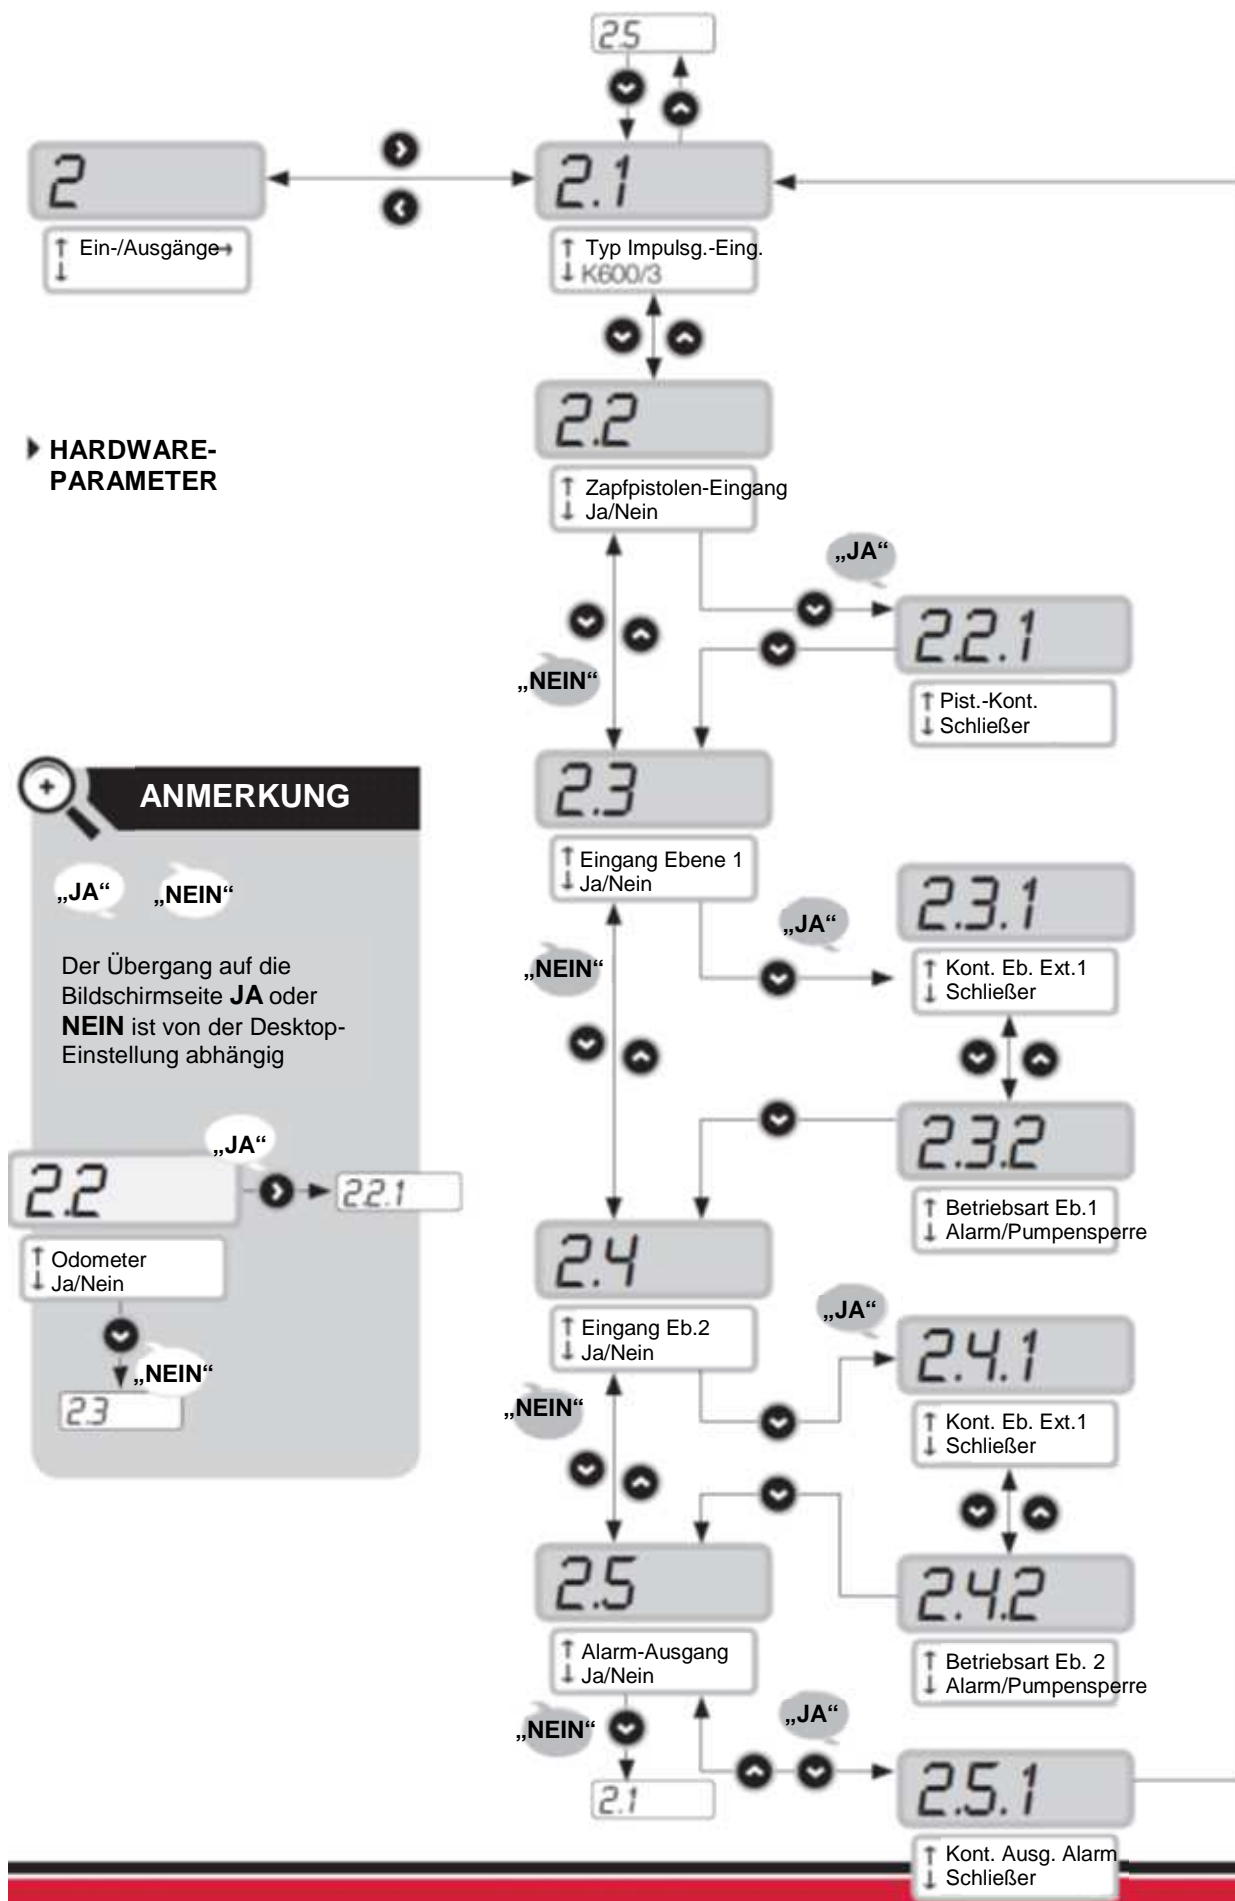 2.5
2
↑ Ein-/Ausgänge→
↓
2.1
↑ Typ Impulsg.-Eing.
↓ K600/3
HARDWARE-
PARAMETER
2.2
↑ Zapfpistolen-Eingang
↓ Ja/Nein
„JA“
„NEIN“
2.2.1
↑ Pist.-Kont.
↓ Schließer
2.3
↑ Eingang Ebene 1
↓ Ja/Nein
„JA“
„NEIN“
2.3.1
↑ Kont. Eb. Ext.1
↓ Schließer
2.3.2
↑ Betriebsart Eb.1
↓ Alarm/Pumpensperre
ANMERKUNG
„JA“ „NEIN“
Der Übergang auf die
Bildschirmseite JA oder
NEIN ist von der Desktop-
Einstellung abhängig
2.2
„JA“
2.2.1
↑ Odometer
↓ Ja/Nein
„NEIN“
2.3
2.4
↑ Eingang Eb.2
↓ Ja/Nein
„JA“
„NEIN“
2.4.1
↑ Kont. Eb. Ext.1
↓ Schließer
2.4.2
↑ Betriebsart Eb. 2
↓ Alarm/Pumpensperre
2.5
↑ Alarm-Ausgang
↓ Ja/Nein
„NEIN“
„JA“
2.1
2.5.1
↑ Kont. Ausg. Alarm
↓ Schließer